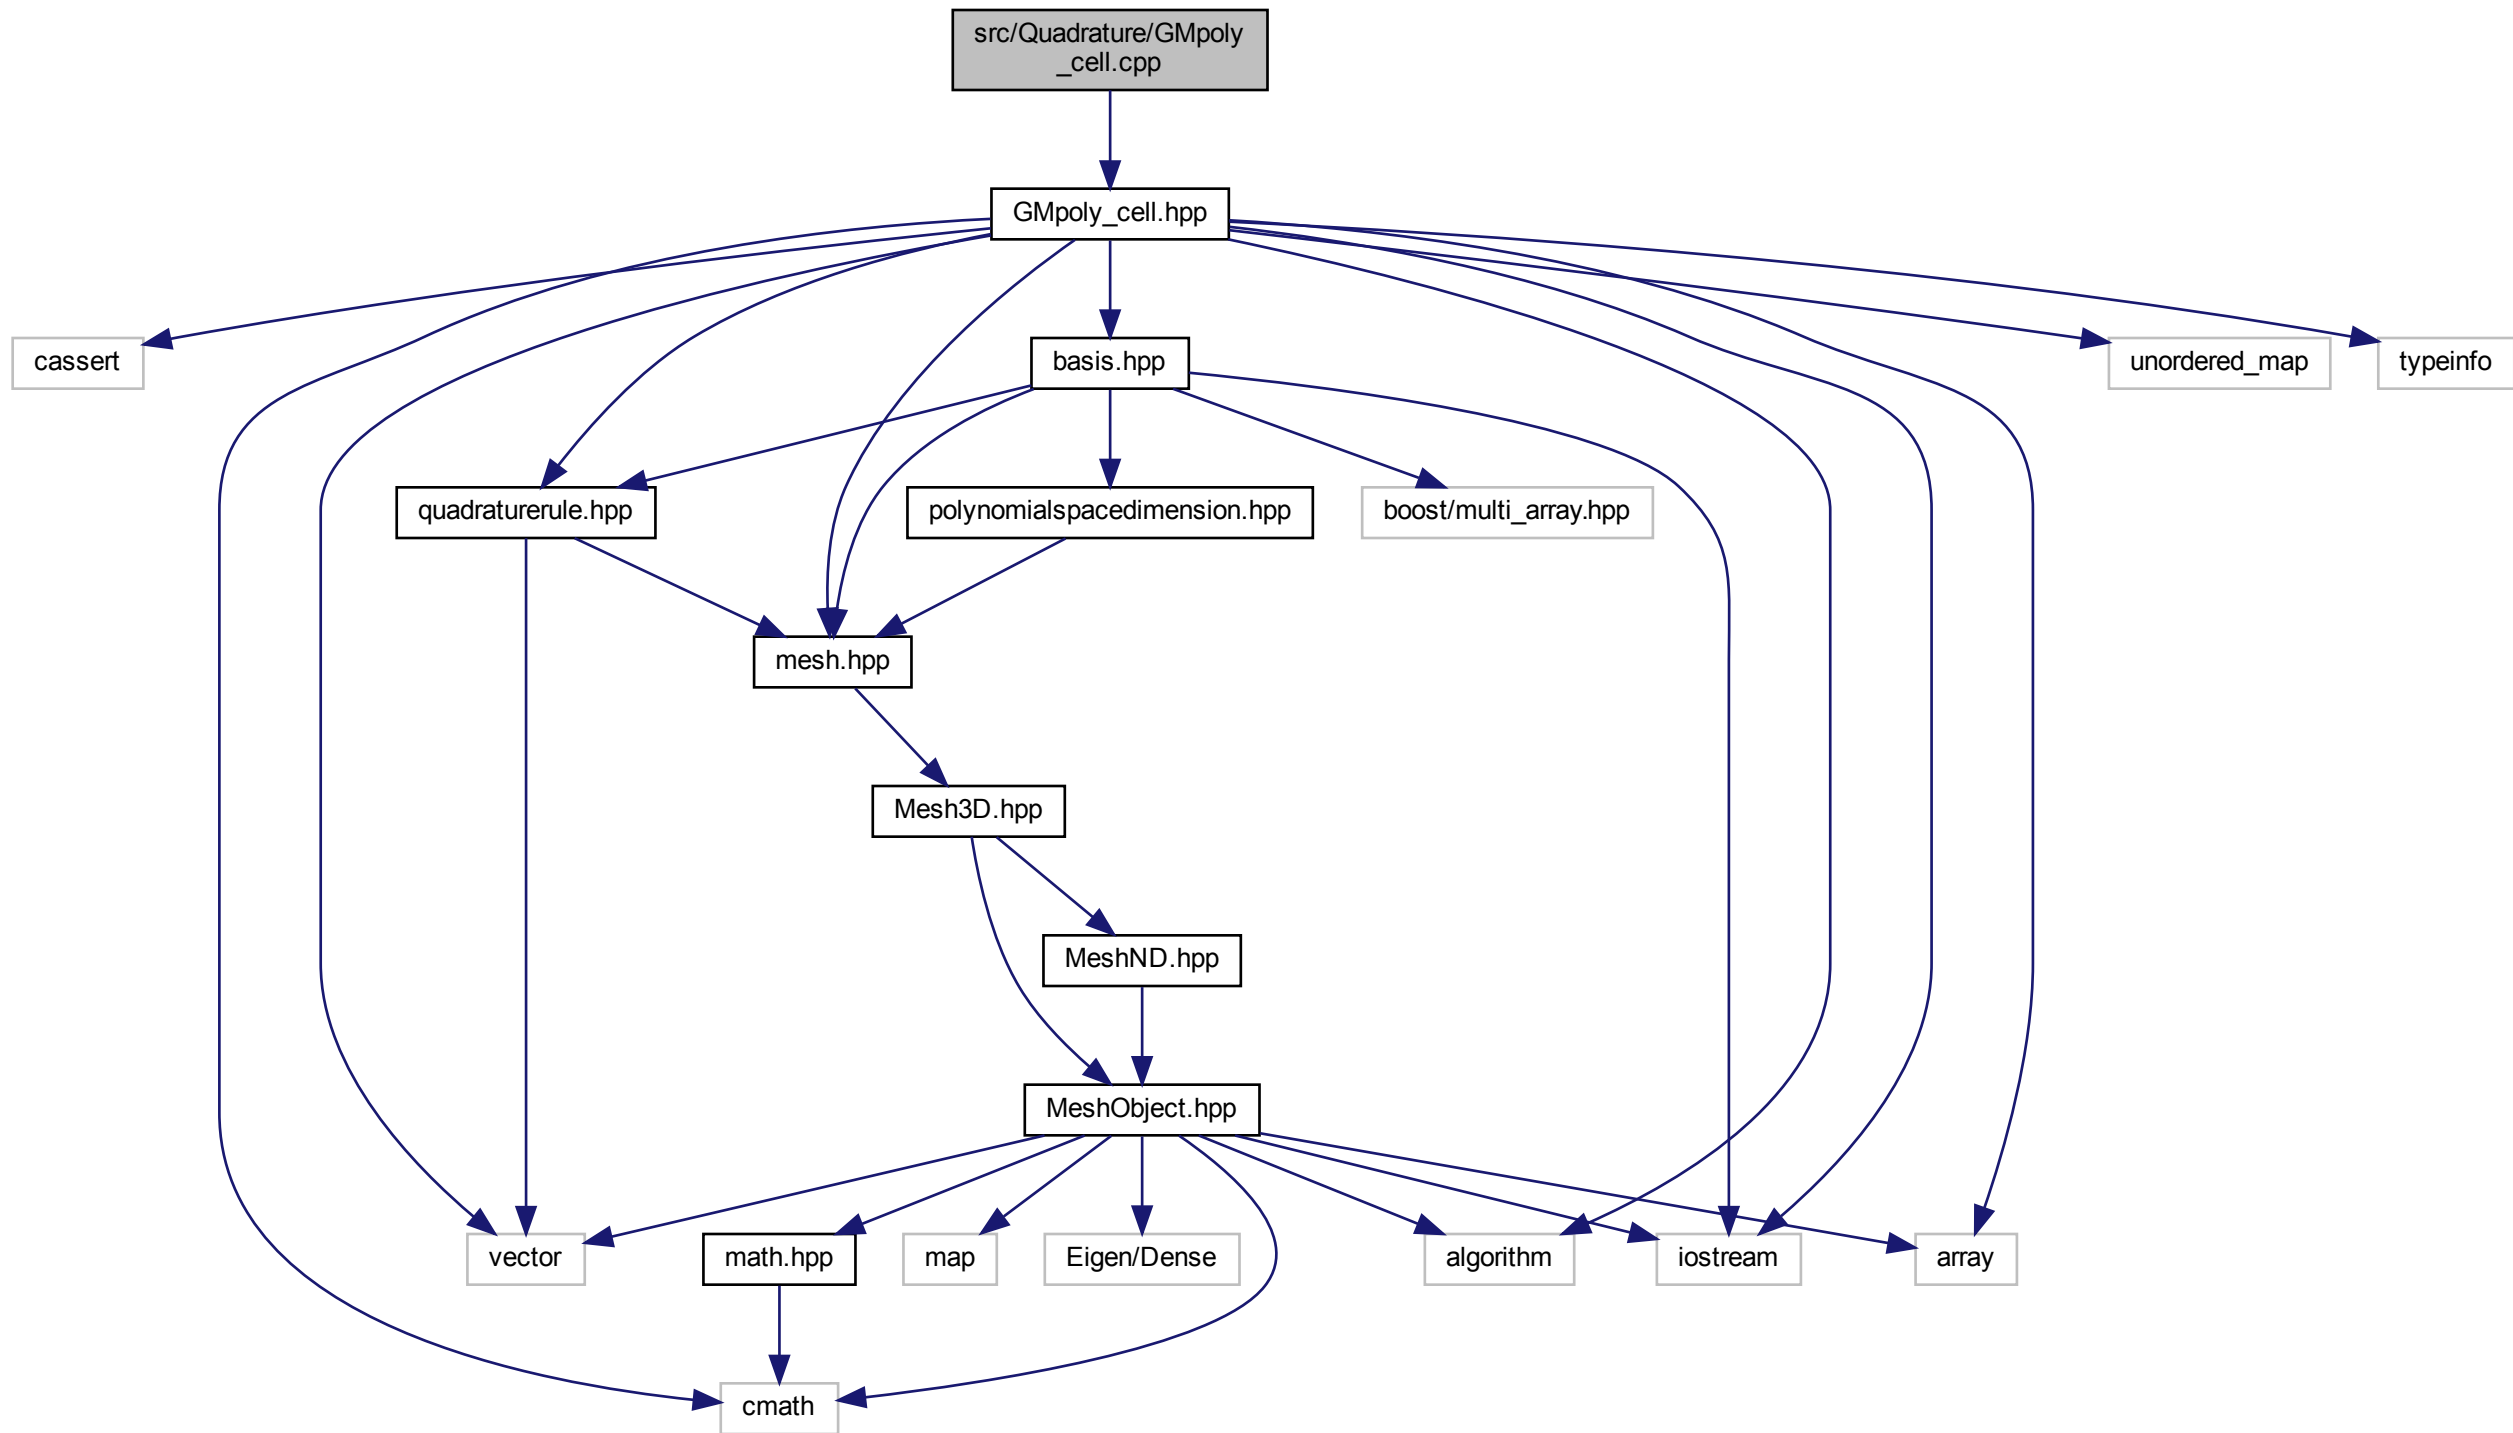 src/Quadrature/GMpoly
_cell.cpp
GMpoly_cell.hpp
cassert
basis.hpp
unordered_map
typeinfo
quadraturerule.hpp
polynomialspacedimension.hpp
boost/multi_array.hpp
mesh.hpp
Mesh3D.hpp
MeshND.hpp
MeshObject.hpp
vector
math.hpp
map
Eigen/Dense
algorithm
iostream
array
cmath